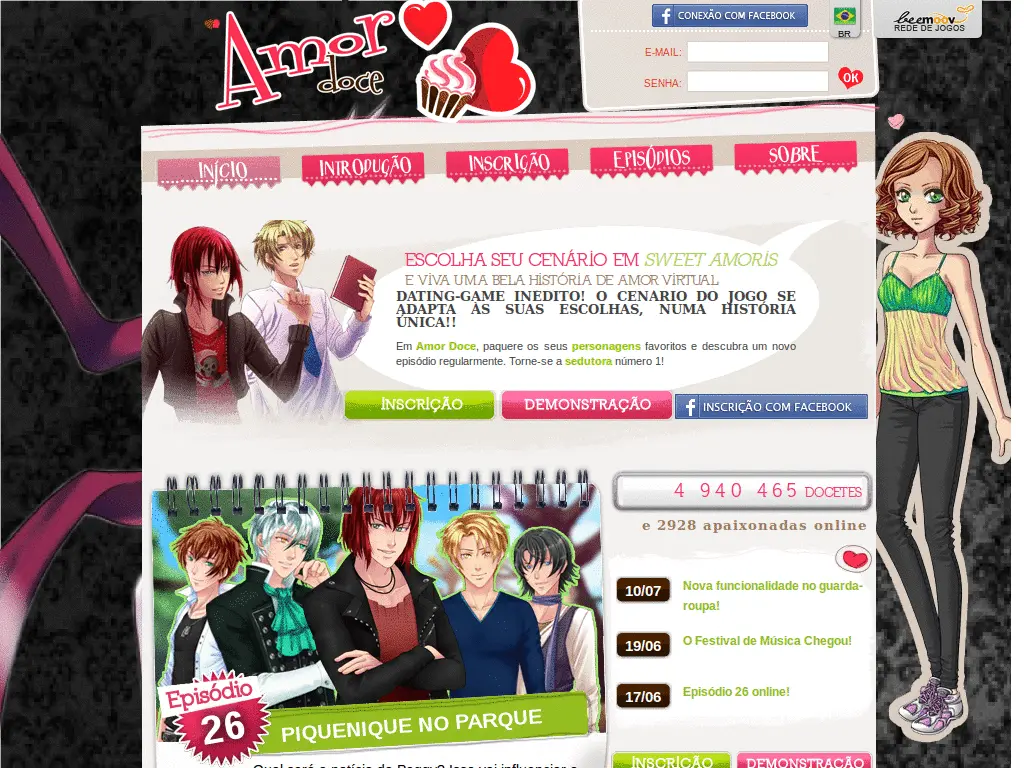 Amor
doce
CONEXÃO COM FACEBOOK
BR
beemoov
REDE DE JOGOS
E-MAIL:
SENHA:
OK
INÍCIO
INTRODUÇÃO
INSCRIÇÃO
EPISÓDIOS
SOBRE
ESCOLHA SEU CENÁRIO EM SWEET AMORIS
E VIVA UMA BELA HISTÓRIA DE AMOR VIRTUAL
DATING-GAME INEDITO! O CENARIO DO JOGO SE
ADAPTA ÀS SUAS ESCOLHAS, NUMA HISTÓRIA
ÚNICA!!
Em Amor Doce, paquere os seus personagens favoritos e descubra um novo
episódio regularmente. Torne-se a sedutora número 1!
INSCRIÇÃO
DEMONSTRAÇÃO
INSCRIÇÃO COM FACEBOOK
4 940 465 DOCETES
e 2928 apaixonadas online
10/07
Nova funcionalidade no guarda-
roupa!
19/06
O Festival de Música Chegou!
17/06
Episódio 26 online!
Episódio
26
PIQUENIQUE NO PARQUE
INSCRIÇÃO
DEMONSTRAÇÃO